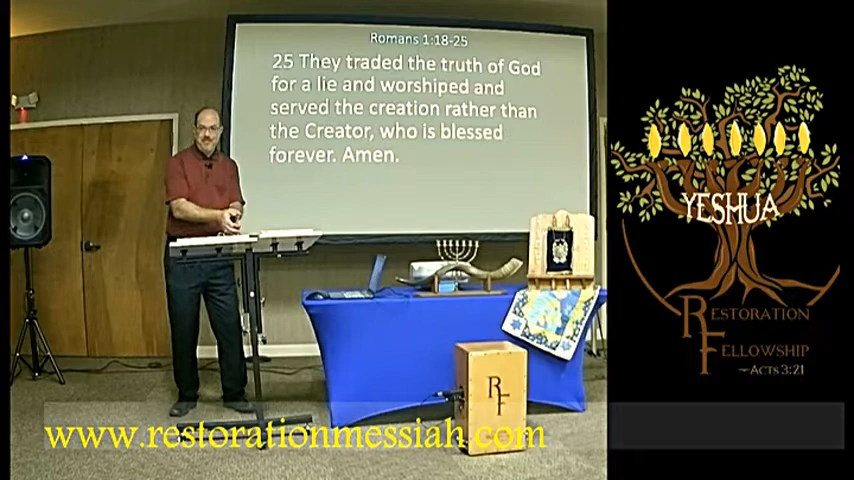 Romans 1:18-25
25 They traded the truth of God
for a lie and worshiped and
served the creation rather than
the Creator, who is blessed
forever. Amen.
YESHUA
RESTORATION
FELLOWSHIP
~ACTS 3:21
RF
www.restorationmessiah.com